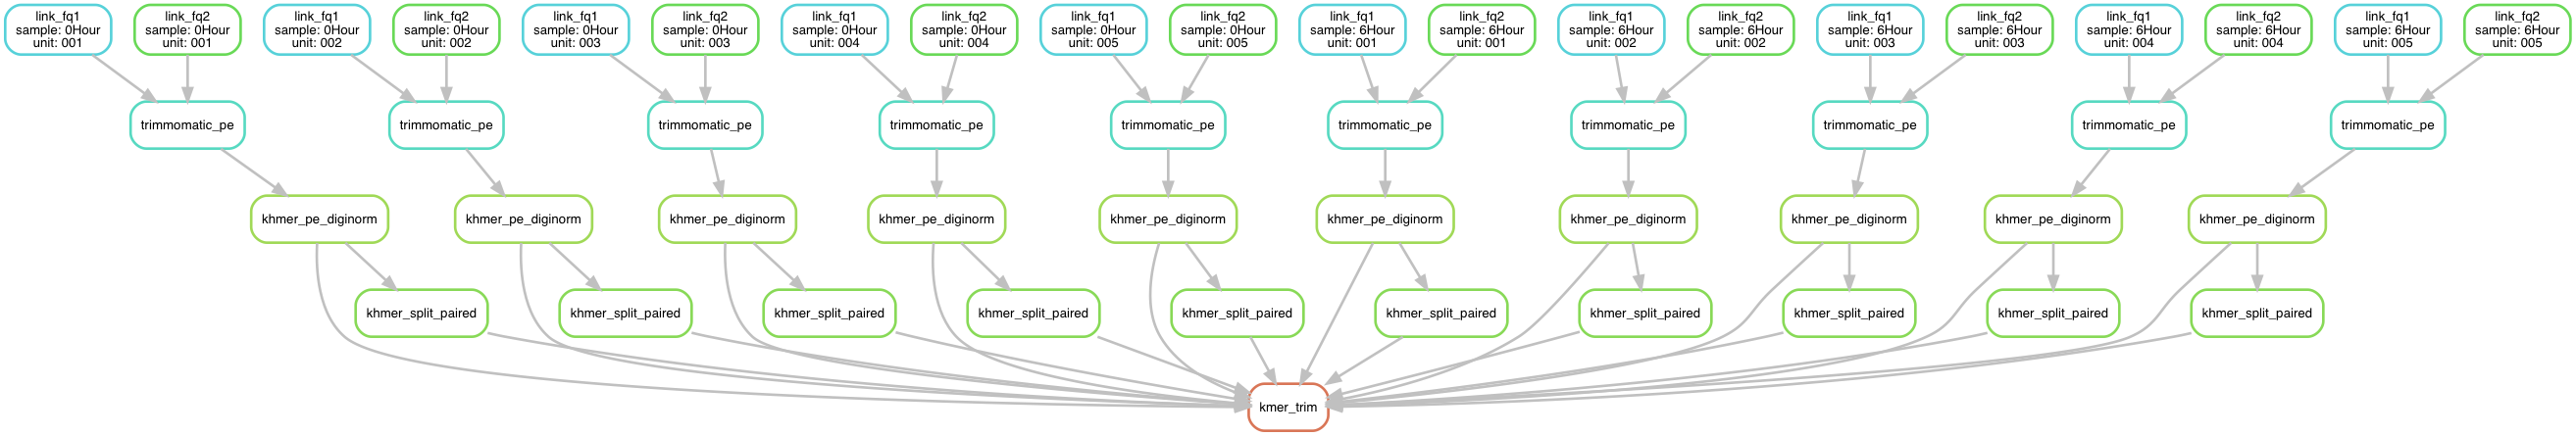 link_fq1
sample: 0Hour
unit: 001
link_fq2
sample: 0Hour
unit: 001
link_fq1
sample: 0Hour
unit: 002
link_fq2
sample: 0Hour
unit: 002
link_fq1
sample: 0Hour
unit: 003
link_fq2
sample: 0Hour
unit: 003
link_fq1
sample: 0Hour
unit: 004
link_fq2
sample: 0Hour
unit: 004
link_fq1
sample: 0Hour
unit: 005
link_fq2
sample: 0Hour
unit: 005
link_fq1
sample: 6Hour
unit: 001
link_fq2
sample: 6Hour
unit: 001
link_fq1
sample: 6Hour
unit: 002
link_fq2
sample: 6Hour
unit: 002
link_fq1
sample: 6Hour
unit: 003
link_fq2
sample: 6Hour
unit: 003
link_fq1
sample: 6Hour
unit: 004
link_fq2
sample: 6Hour
unit: 004
link_fq1
sample: 6Hour
unit: 005
link_fq2
sample: 6Hour
unit: 005
trimmomatic_pe
trimmomatic_pe
trimmomatic_pe
trimmomatic_pe
trimmomatic_pe
trimmomatic_pe
trimmomatic_pe
trimmomatic_pe
trimmomatic_pe
trimmomatic_pe
khmer_pe_diginorm
khmer_pe_diginorm
khmer_pe_diginorm
khmer_pe_diginorm
khmer_pe_diginorm
khmer_pe_diginorm
khmer_pe_diginorm
khmer_pe_diginorm
khmer_pe_diginorm
khmer_pe_diginorm
khmer_split_paired
khmer_split_paired
khmer_split_paired
khmer_split_paired
khmer_split_paired
khmer_split_paired
khmer_split_paired
khmer_split_paired
khmer_split_paired
khmer_split_paired
kmer_trim